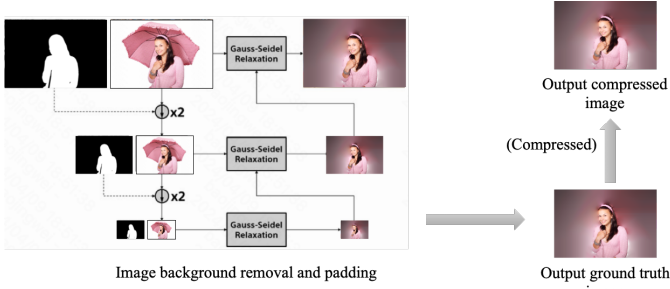 Gauss-Seidel
Relaxation
x2
Gauss-Seidel
Relaxation
x2
Gauss-Seidel
Relaxation
Image background removal and padding
Output compressed
image
(Compressed)
Output ground truth